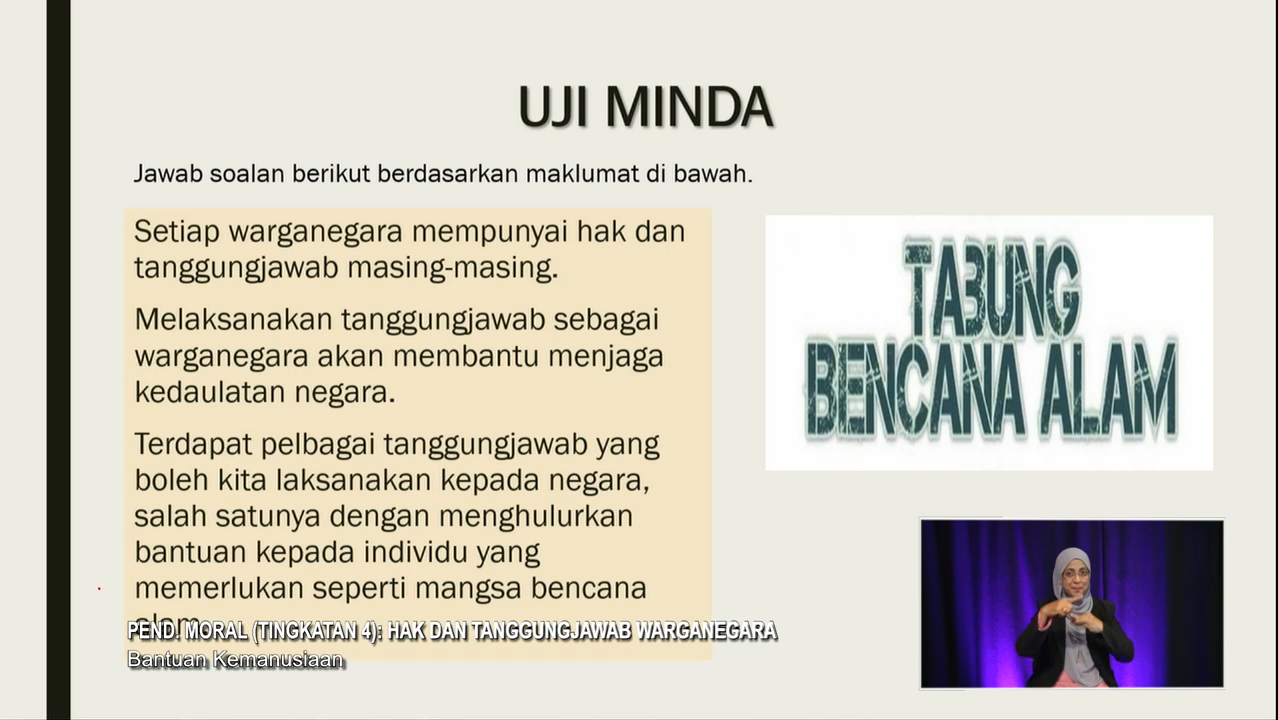 UJI MINDA
Jawab soalan berikut berdasarkan maklumat di bawah.
Setiap warganegara mempunyai hak dan
tanggungjawab masing-masing.
Melaksanakan tanggungjawab sebagai
warganegara akan membantu menjaga
kedaulatan negara.
Terdapat pelbagai tanggungjawab yang
boleh kita laksanakan kepada negara,
salah satunya dengan menghulurkan
bantuan kepada individu yang
memerlukan seperti mangsa bencana
alam
TABUNG
BENCANA ALAM
PEND. MORAL (TINGKATAN 4): HAK DAN TANGGUNGJAWAB WARGANEGARA
Bantuan Kemanusiaan